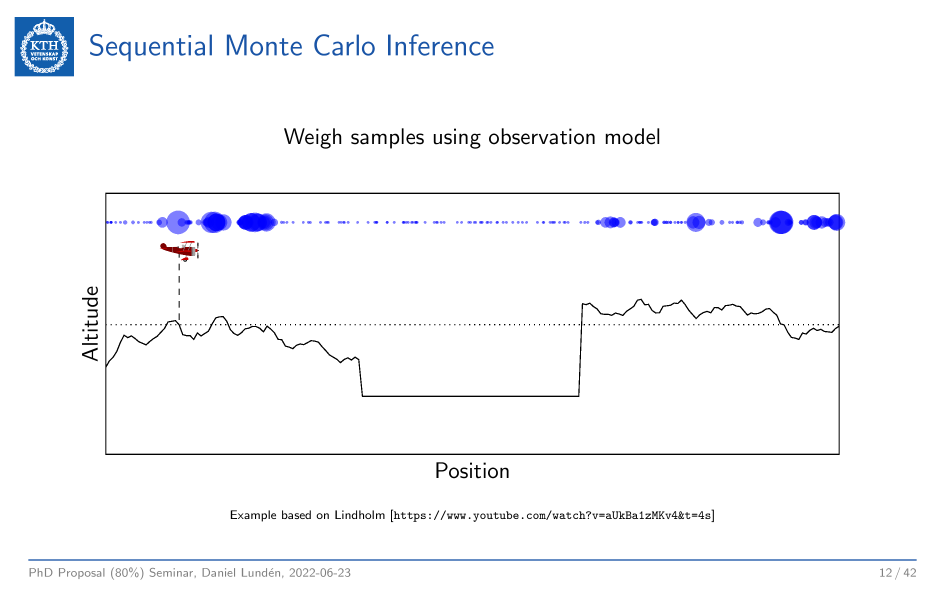 KTH
VETENSKAP
OCH KONST
Sequential Monte Carlo Inference
Weigh samples using observation model
Altitude
Position
Example based on Lindholm [https://www.youtube.com/watch?v=aUkBa1zMKv4&t=4s]
PhD Proposal (80%) Seminar, Daniel Lundén, 2022-06-23
12 / 42